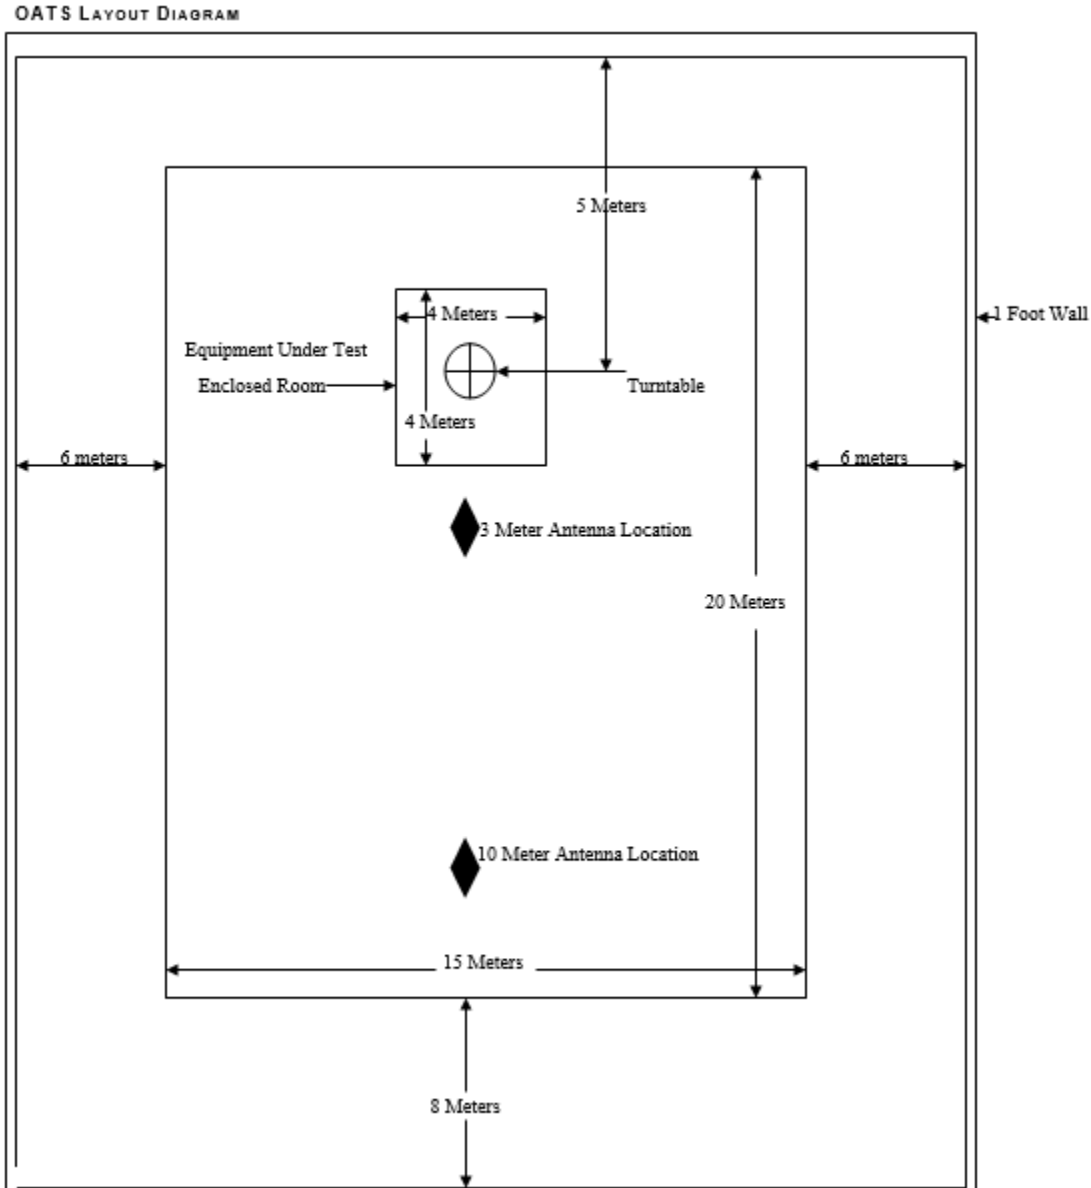 OATS LAYOUT DIAGRAM
5 Meters
4 Meters
1 Foot Wall
Equipment Under Test
Enclosed Room
Turntable
4 Meters
6 meters
6 meters
3 Meter Antenna Location
20 Meters
10 Meter Antenna Location
15 Meters
8 Meters